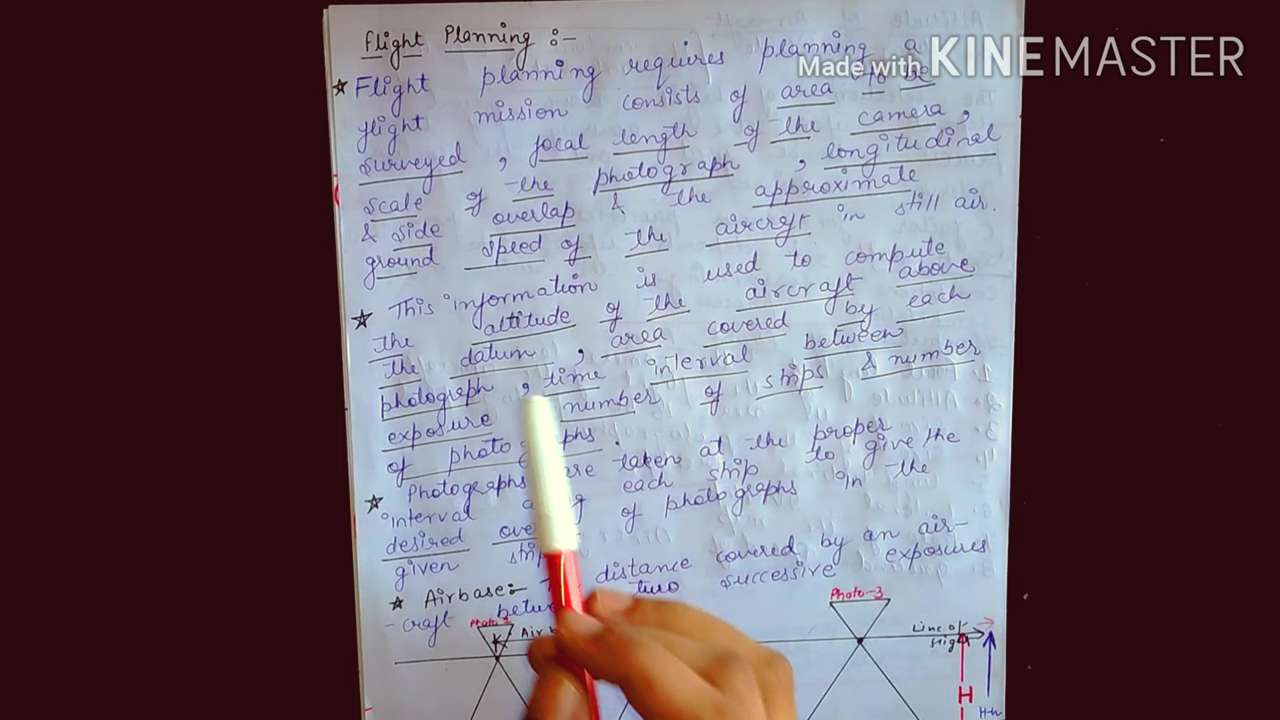 Flight Planning :-
Made with KINEMASTER
☆ Flight planning requires planning a
flight mission consists of area to be
surveyed , focal length of the camera ,
scale of the photograph , longitudinal
& side overlap & the approximate
ground speed of the aircraft in still air.
☆ This information is used to compute
the altitude of the aircraft above
the datum , area covered by each
photograph , time interval between
exposure number of strips & number
of photographs .
☆ Photographs are taken at the proper
interval along each strip to give the
desired of photographs in the
given
☆ Airbase :- distance covered by an air-
-craft two successive exposures
Photo-3
Line of
flight
H
H-h